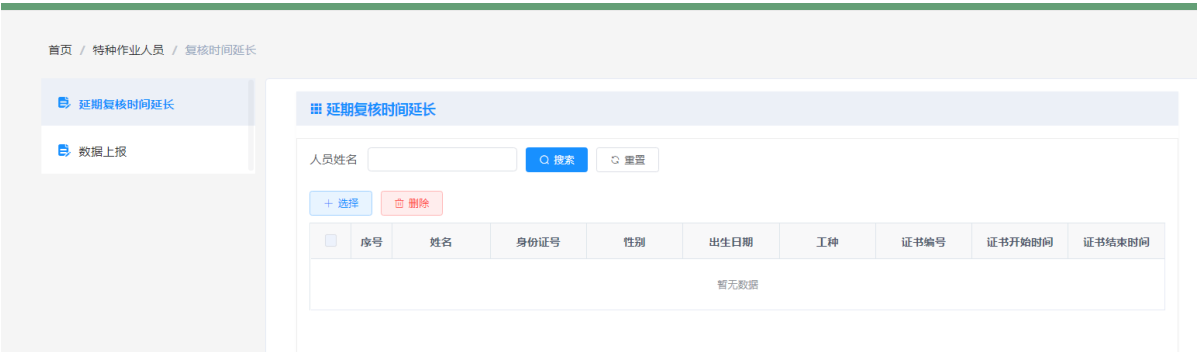 首页 / 特种作业人员 / 复核时间延长
延期复核时间延长
数据上报
延期复核时间延长
人员姓名 搜索 重置
+ 选择 删除
序号 姓名 身份证号 性别 出生日期 工种 证书编号 证书开始时间 证书结束时间
暂无数据